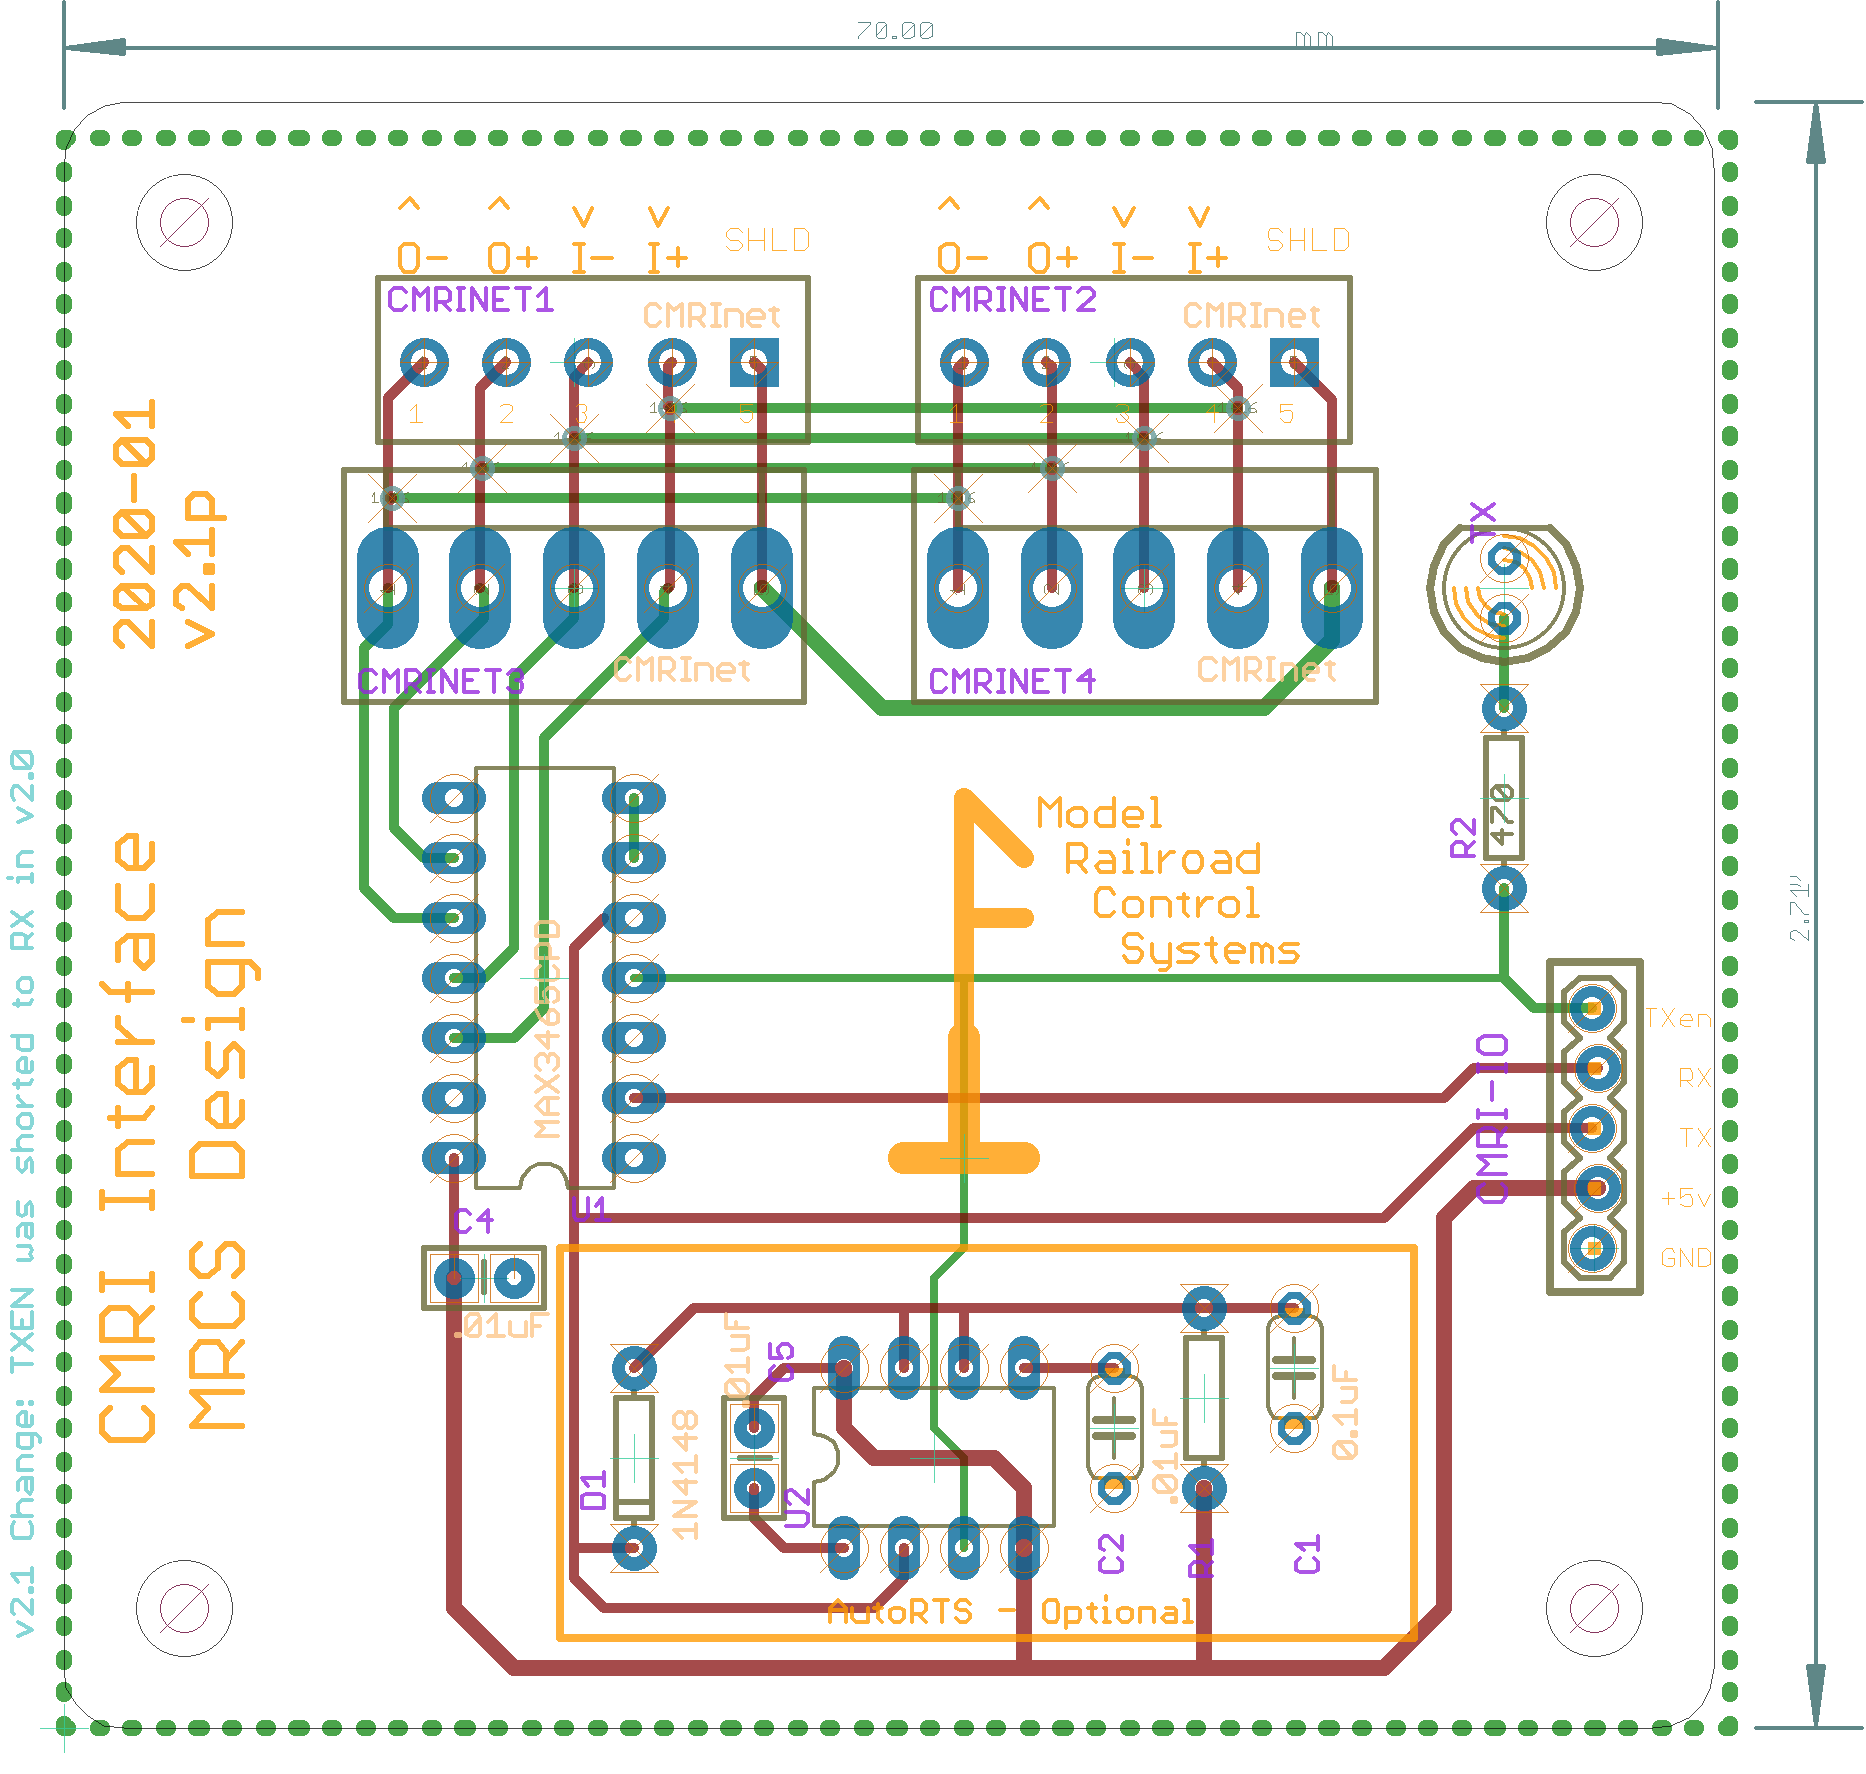 70.00 mm
^ ^ v v
O- O+ I- I+ SHLD
^ ^ v v
O- O+ I- I+ SHLD
CMRINET1
CMRInet
1 2 3 4 5
CMRINET2
CMRInet
1 2 3 4 5
CMRINET3
CMRInet
CMRINET4
CMRInet
2020-01
v2.1p
TX
R2
470
2.71"
Model
Railroad
Control
Systems
MAX3465CPD
U1
C4
.01uF
CMRI-IO
TXen
RX
TX
+5v
GND
CMRI Interface
MRCS Design
v2.1 Change: TXEN was shorted to RX in v2.0
D1
1N4148
.01uF
C5
U2
C2
.01uF
R1
C1
0.1uF
AutoRTS - Optional